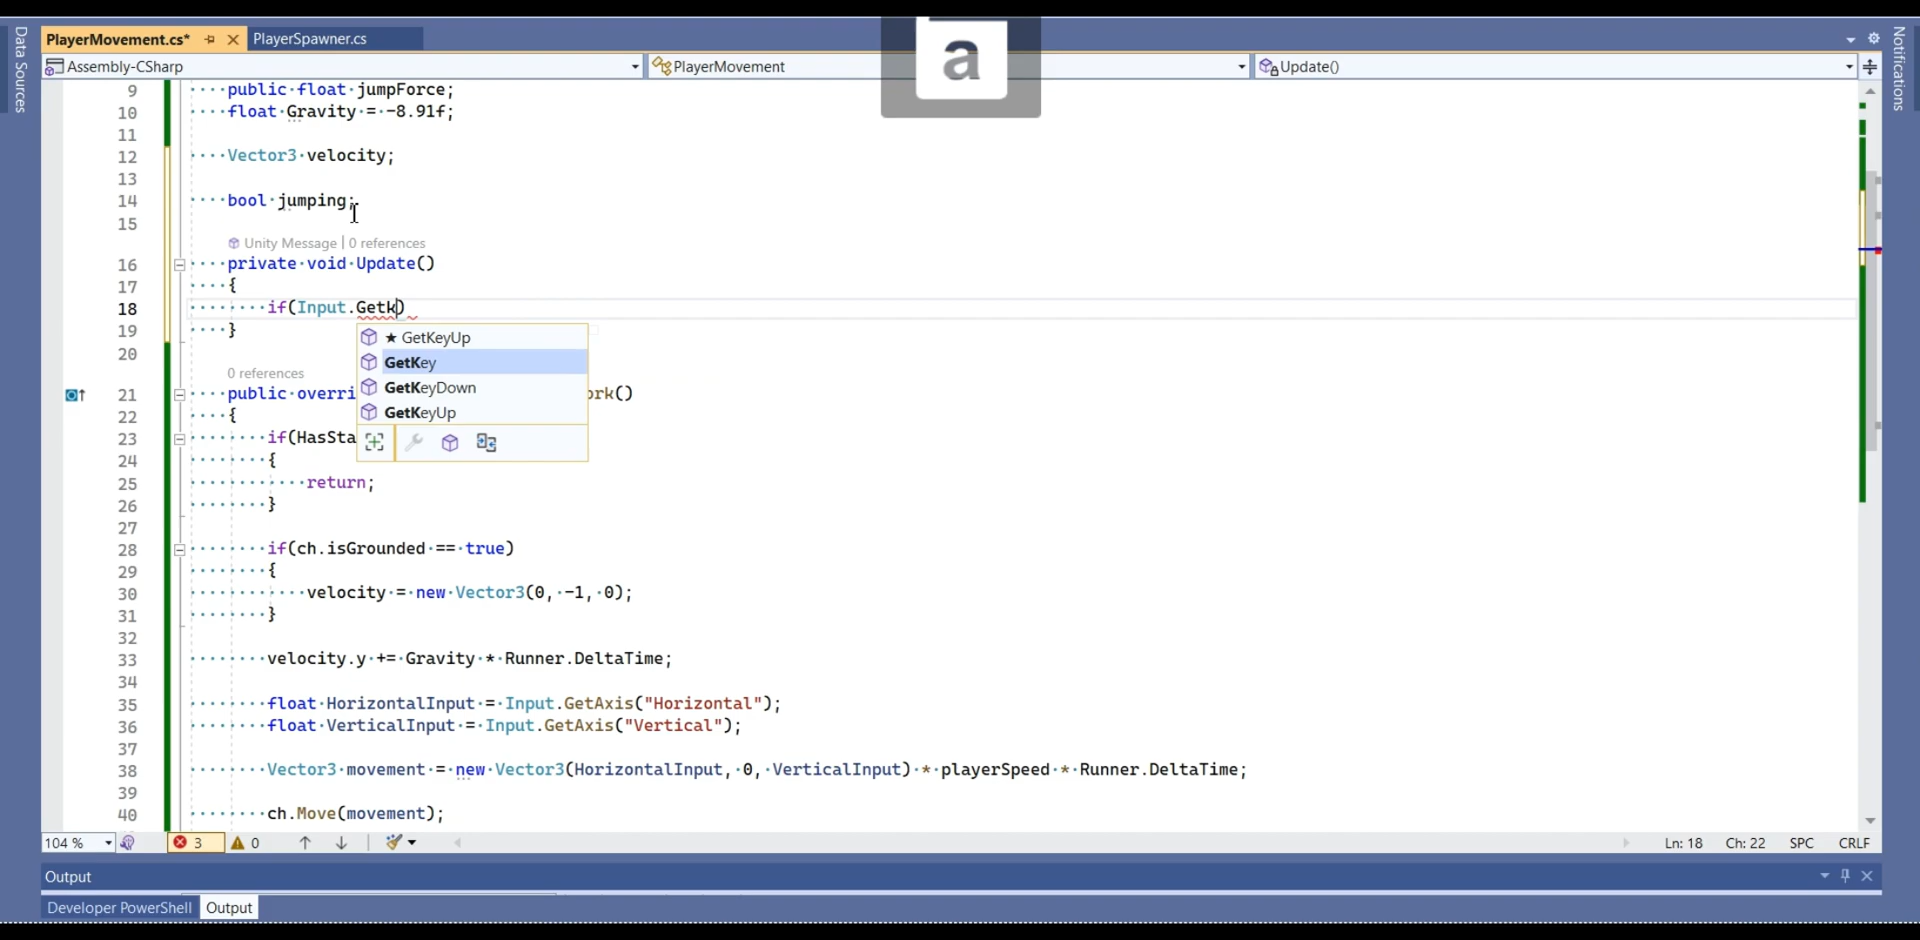 a
Data Sources
PlayerMovement.cs*
PlayerSpawner.cs
Notifications
Assembly-CSharp
PlayerMovement
Update()
9 public float jumpForce;
10 float Gravity = -8.91f;
11
12 Vector3 velocity;
13
14 bool jumping;
15
Unity Message | 0 references
16 private void Update()
17 {
18 if(Input.Getk)
19 }
★ GetKeyUp
GetKey
GetKeyDown
GetKeyUp
20
0 references
21 public overri ork()
22 {
23 if(HasSta
24 {
25 return;
26 }
27
28 if(ch.isGrounded == true)
29 {
30 velocity = new Vector3(0, -1, 0);
31 }
32
33 velocity.y += Gravity * Runner.DeltaTime;
34
35 float HorizontalInput = Input.GetAxis("Horizontal");
36 float VerticalInput = Input.GetAxis("Vertical");
37
38 Vector3 movement = new Vector3(HorizontalInput, 0, VerticalInput) * playerSpeed * Runner.DeltaTime;
39
40 ch.Move(movement);
104 % 3 0 Ln: 18 Ch: 22 SPC CRLF
Output
Developer PowerShell Output